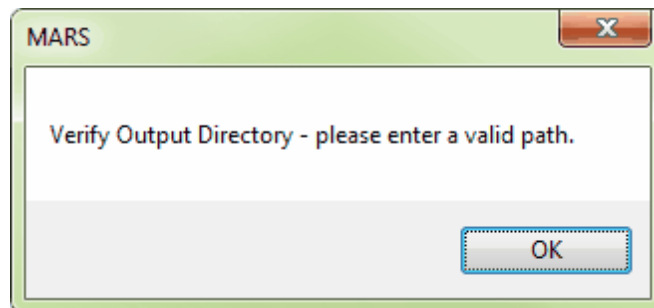 MARS
Verify Output Directory - please enter a valid path.
OK